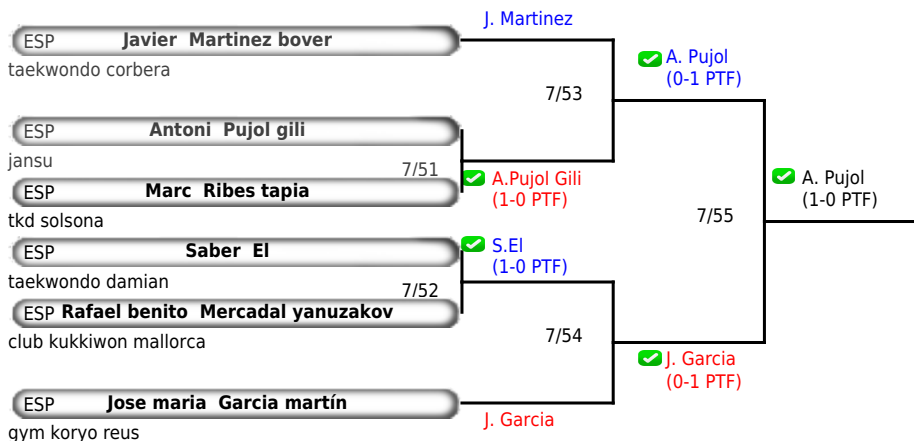 J. Martinez
ESP Javier Martinez bover
taekwondo corbera
A. Pujol
(0-1 PTF)
7/53
ESP Antoni Pujol gili
jansu
7/51
A.Pujol Gili
(1-0 PTF)
A. Pujol
(1-0 PTF)
ESP Marc Ribes tapia
tkd solsona
7/55
ESP Saber El
S.El
(1-0 PTF)
taekwondo damian
7/52
ESP Rafael benito Mercadal yanuzakov
club kukkiwon mallorca
7/54
J. Garcia
(0-1 PTF)
ESP Jose maria Garcia martín
J. Garcia
gym koryo reus